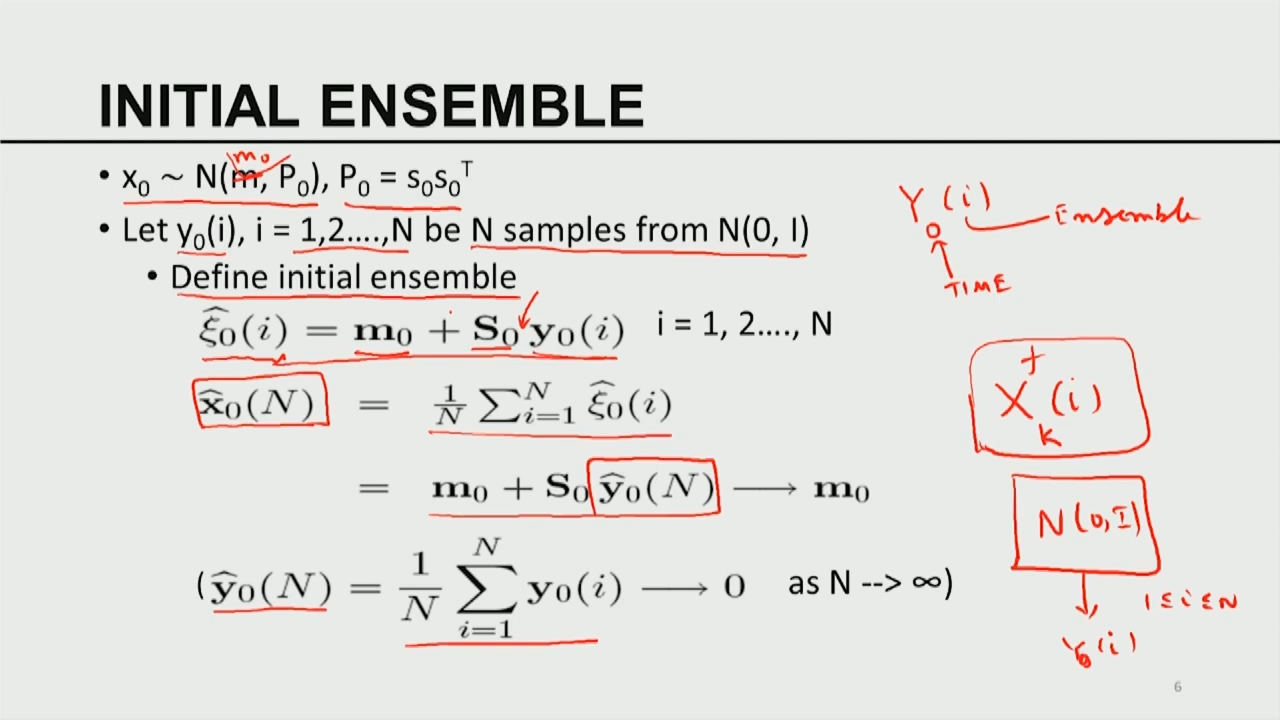 INITIAL ENSEMBLE
m₀
• x₀ ~ N(m, P₀), P₀ = s₀s₀ᵀ
• Let y₀(i), i = 1,2....,N be N samples from N(0, I)
• Define initial ensemble
ξ̂₀(i) = m₀ + S₀y₀(i) i = 1, 2...., N
x̂₀(N) = 1/N ∑ᵢ₌₁ᴺ ξ̂₀(i)
= m₀ + S₀ŷ₀(N) ⟶ m₀
(ŷ₀(N) = 1/N ∑ᵢ₌₁ᴺ y₀(i) ⟶ 0 as N --> ∞)
Y₀(i) Ensemble
TIME
Xₖᶠ(i)
N(0,I)
1≤i≤N
Y₀(i)
6